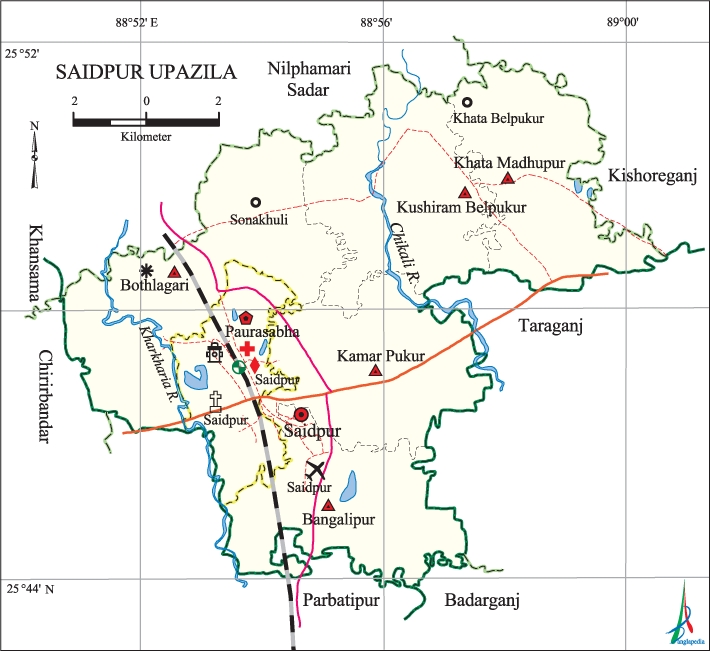 88°52' E
88°56'
89°00'
25°52'
SAIDPUR UPAZILA
Nilphamari
Sadar
2
0
2
Kilometer
N
Khata Belpukur
Khata Madhupur
Kishoreganj
Kushiram Belpukur
Sonakhuli
Chikali R.
Khansama
Bothlagari
Kharkharia R.
Paurasabha
Taraganj
Kamar Pukur
Saidpur
Chirirbandar
Saidpur
Saidpur
Saidpur
Bangalipur
25°44' N
Parbatipur
Badarganj
Banglapedia